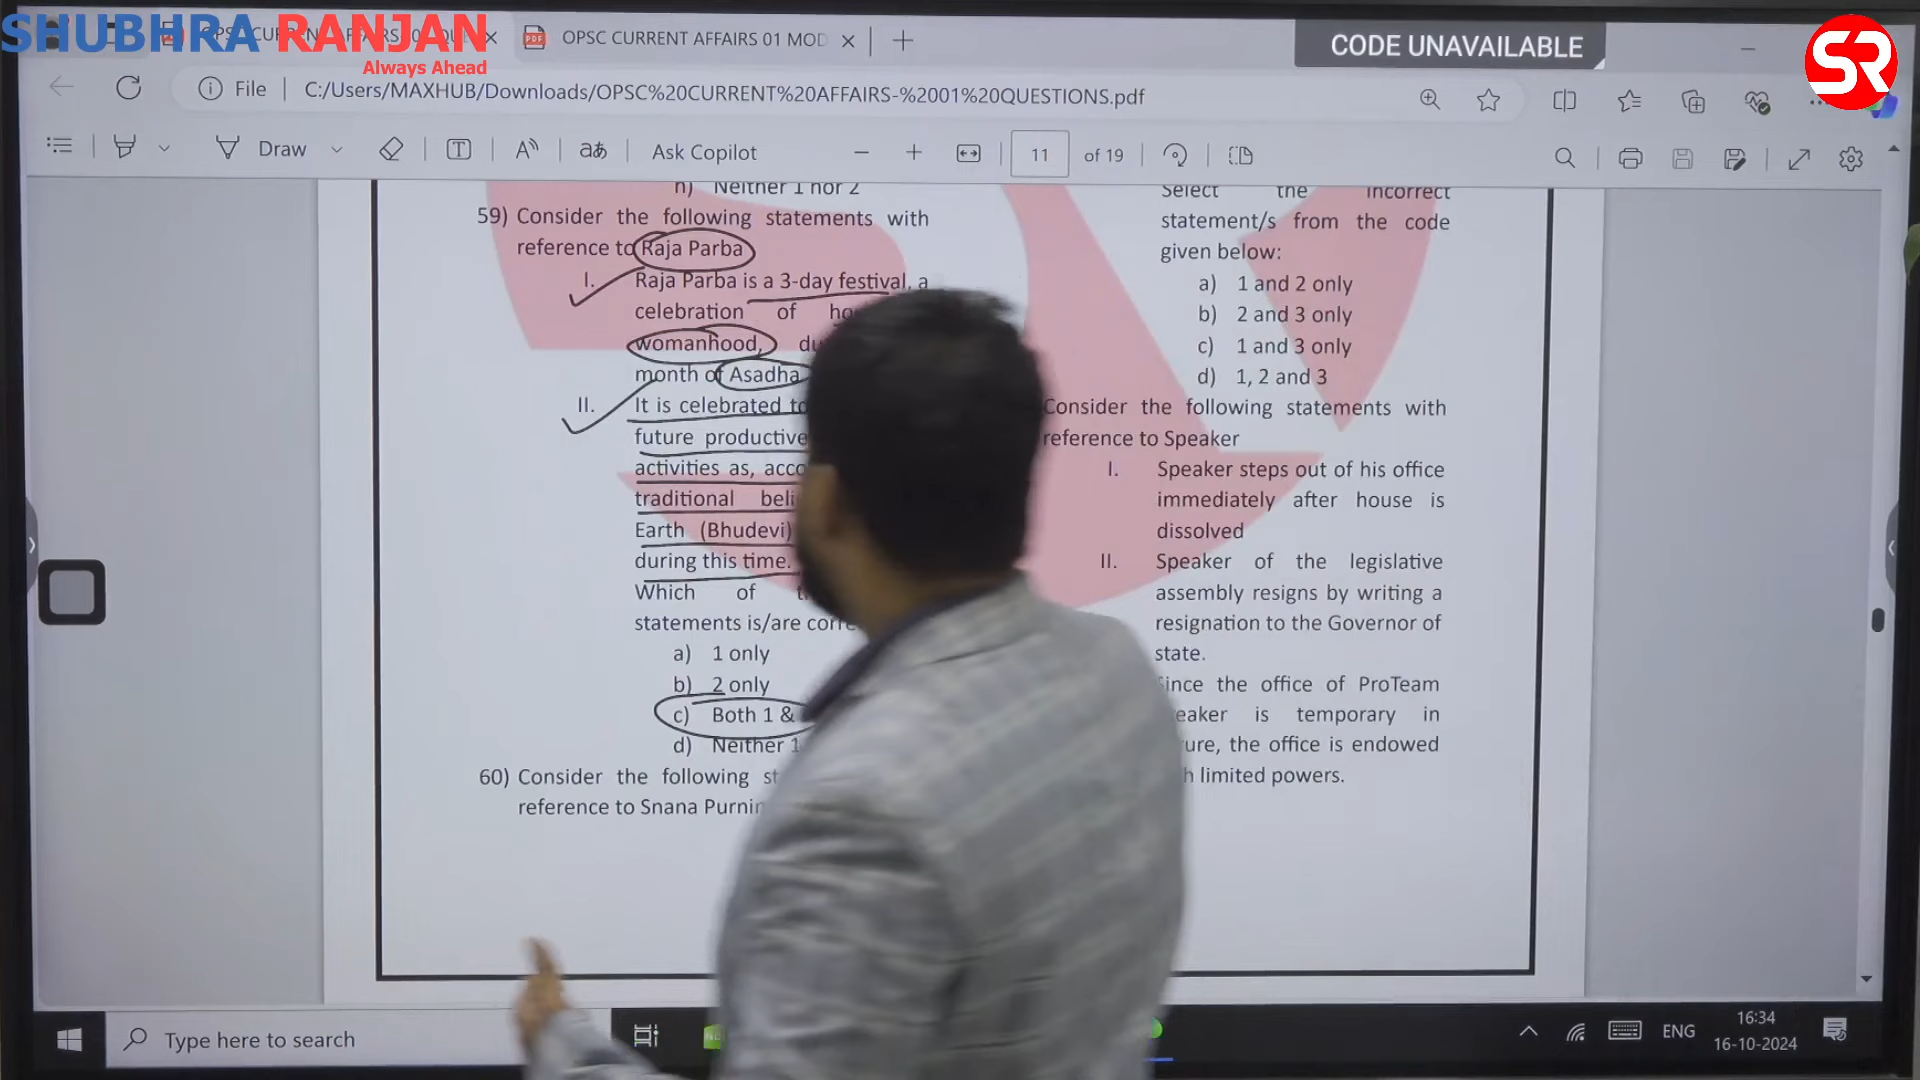 SHUBHRA RANJAN
Always Ahead
OPSC CURRENT AFFAIRS 01 MOD
CODE UNAVAILABLE
SR
File
C:/Users/MAXHUB/Downloads/OPSC%20CURRENT%20AFFAIRS-%2001%20QUESTIONS.pdf
Draw
Ask Copilot
11 of 19
Neither 1 nor 2
59) Consider the following statements with
reference to Raja Parba
I. Raja Parba is a 3-day festival, a
celebration of
womanhood,
month of Asadha
II. It is celebrated to
future productive
activities as,
traditional
Earth (Bhudevi)
during this time.
Which of
statements is/are
a) 1 only
b) 2 only
c) Both 1 &
d) Neither 1
60) Consider the following
reference to Snana
Select the incorrect
statement/s from the code
given below:
a) 1 and 2 only
b) 2 and 3 only
c) 1 and 3 only
d) 1, 2 and 3
Consider the following statements with
reference to Speaker
I. Speaker steps out of his office
immediately after house is
dissolved
II. Speaker of the legislative
assembly resigns by writing a
resignation to the Governor of
state.
Since the office of ProTeam
is temporary in
the office is endowed
limited powers.
Type here to search
ENG
16:34
16-10-2024